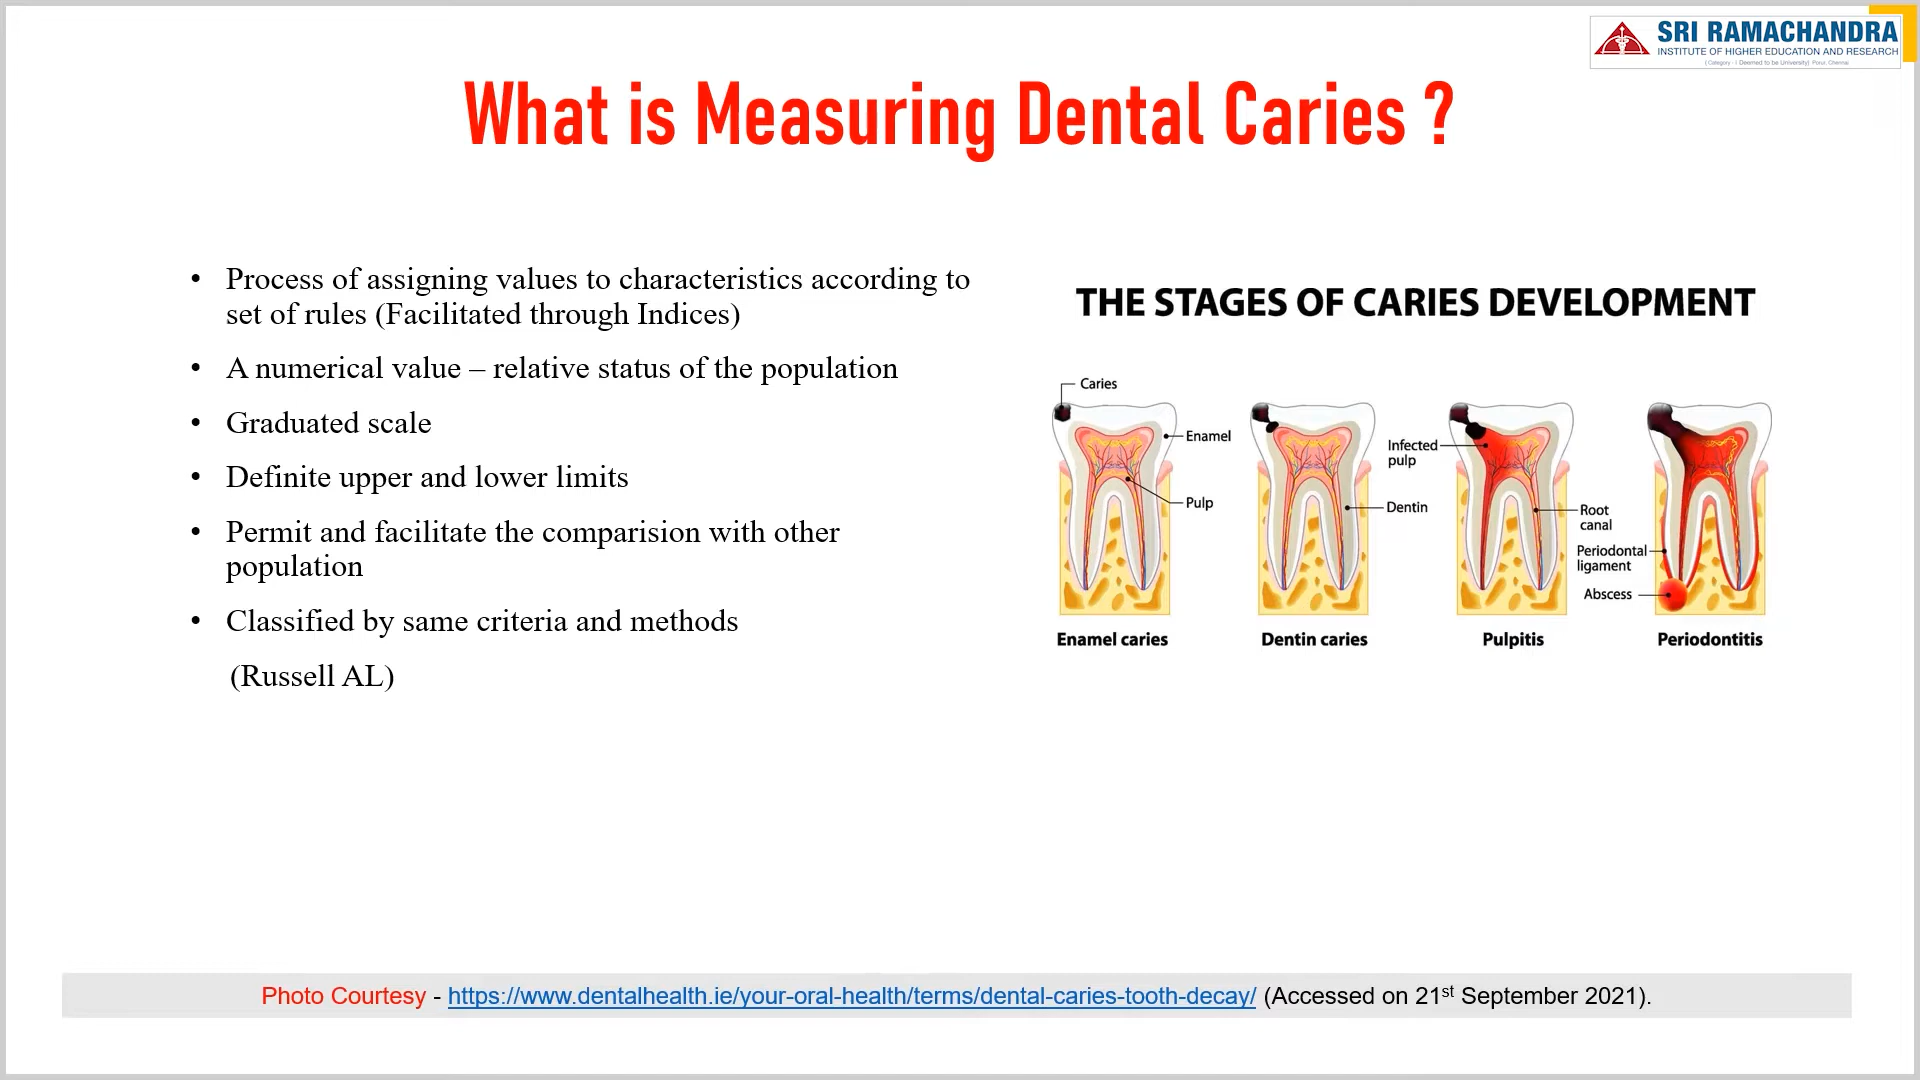 SRI RAMACHANDRA
INSTITUTE OF HIGHER EDUCATION AND RESEARCH
(Category - I Deemed to be University) Porur, Chennai
What is Measuring Dental Caries ?
• Process of assigning values to characteristics according to
set of rules (Facilitated through Indices)
• A numerical value – relative status of the population
• Graduated scale
• Definite upper and lower limits
• Permit and facilitate the comparision with other
population
• Classified by same criteria and methods
(Russell AL)
THE STAGES OF CARIES DEVELOPMENT
Caries
Enamel
Pulp
Enamel caries
Dentin
Dentin caries
Infected
pulp
Root
canal
Pulpitis
Periodontal
ligament
Abscess
Periodontitis
Photo Courtesy - https://www.dentalhealth.ie/your-oral-health/terms/dental-caries-tooth-decay/ (Accessed on 21st September 2021).